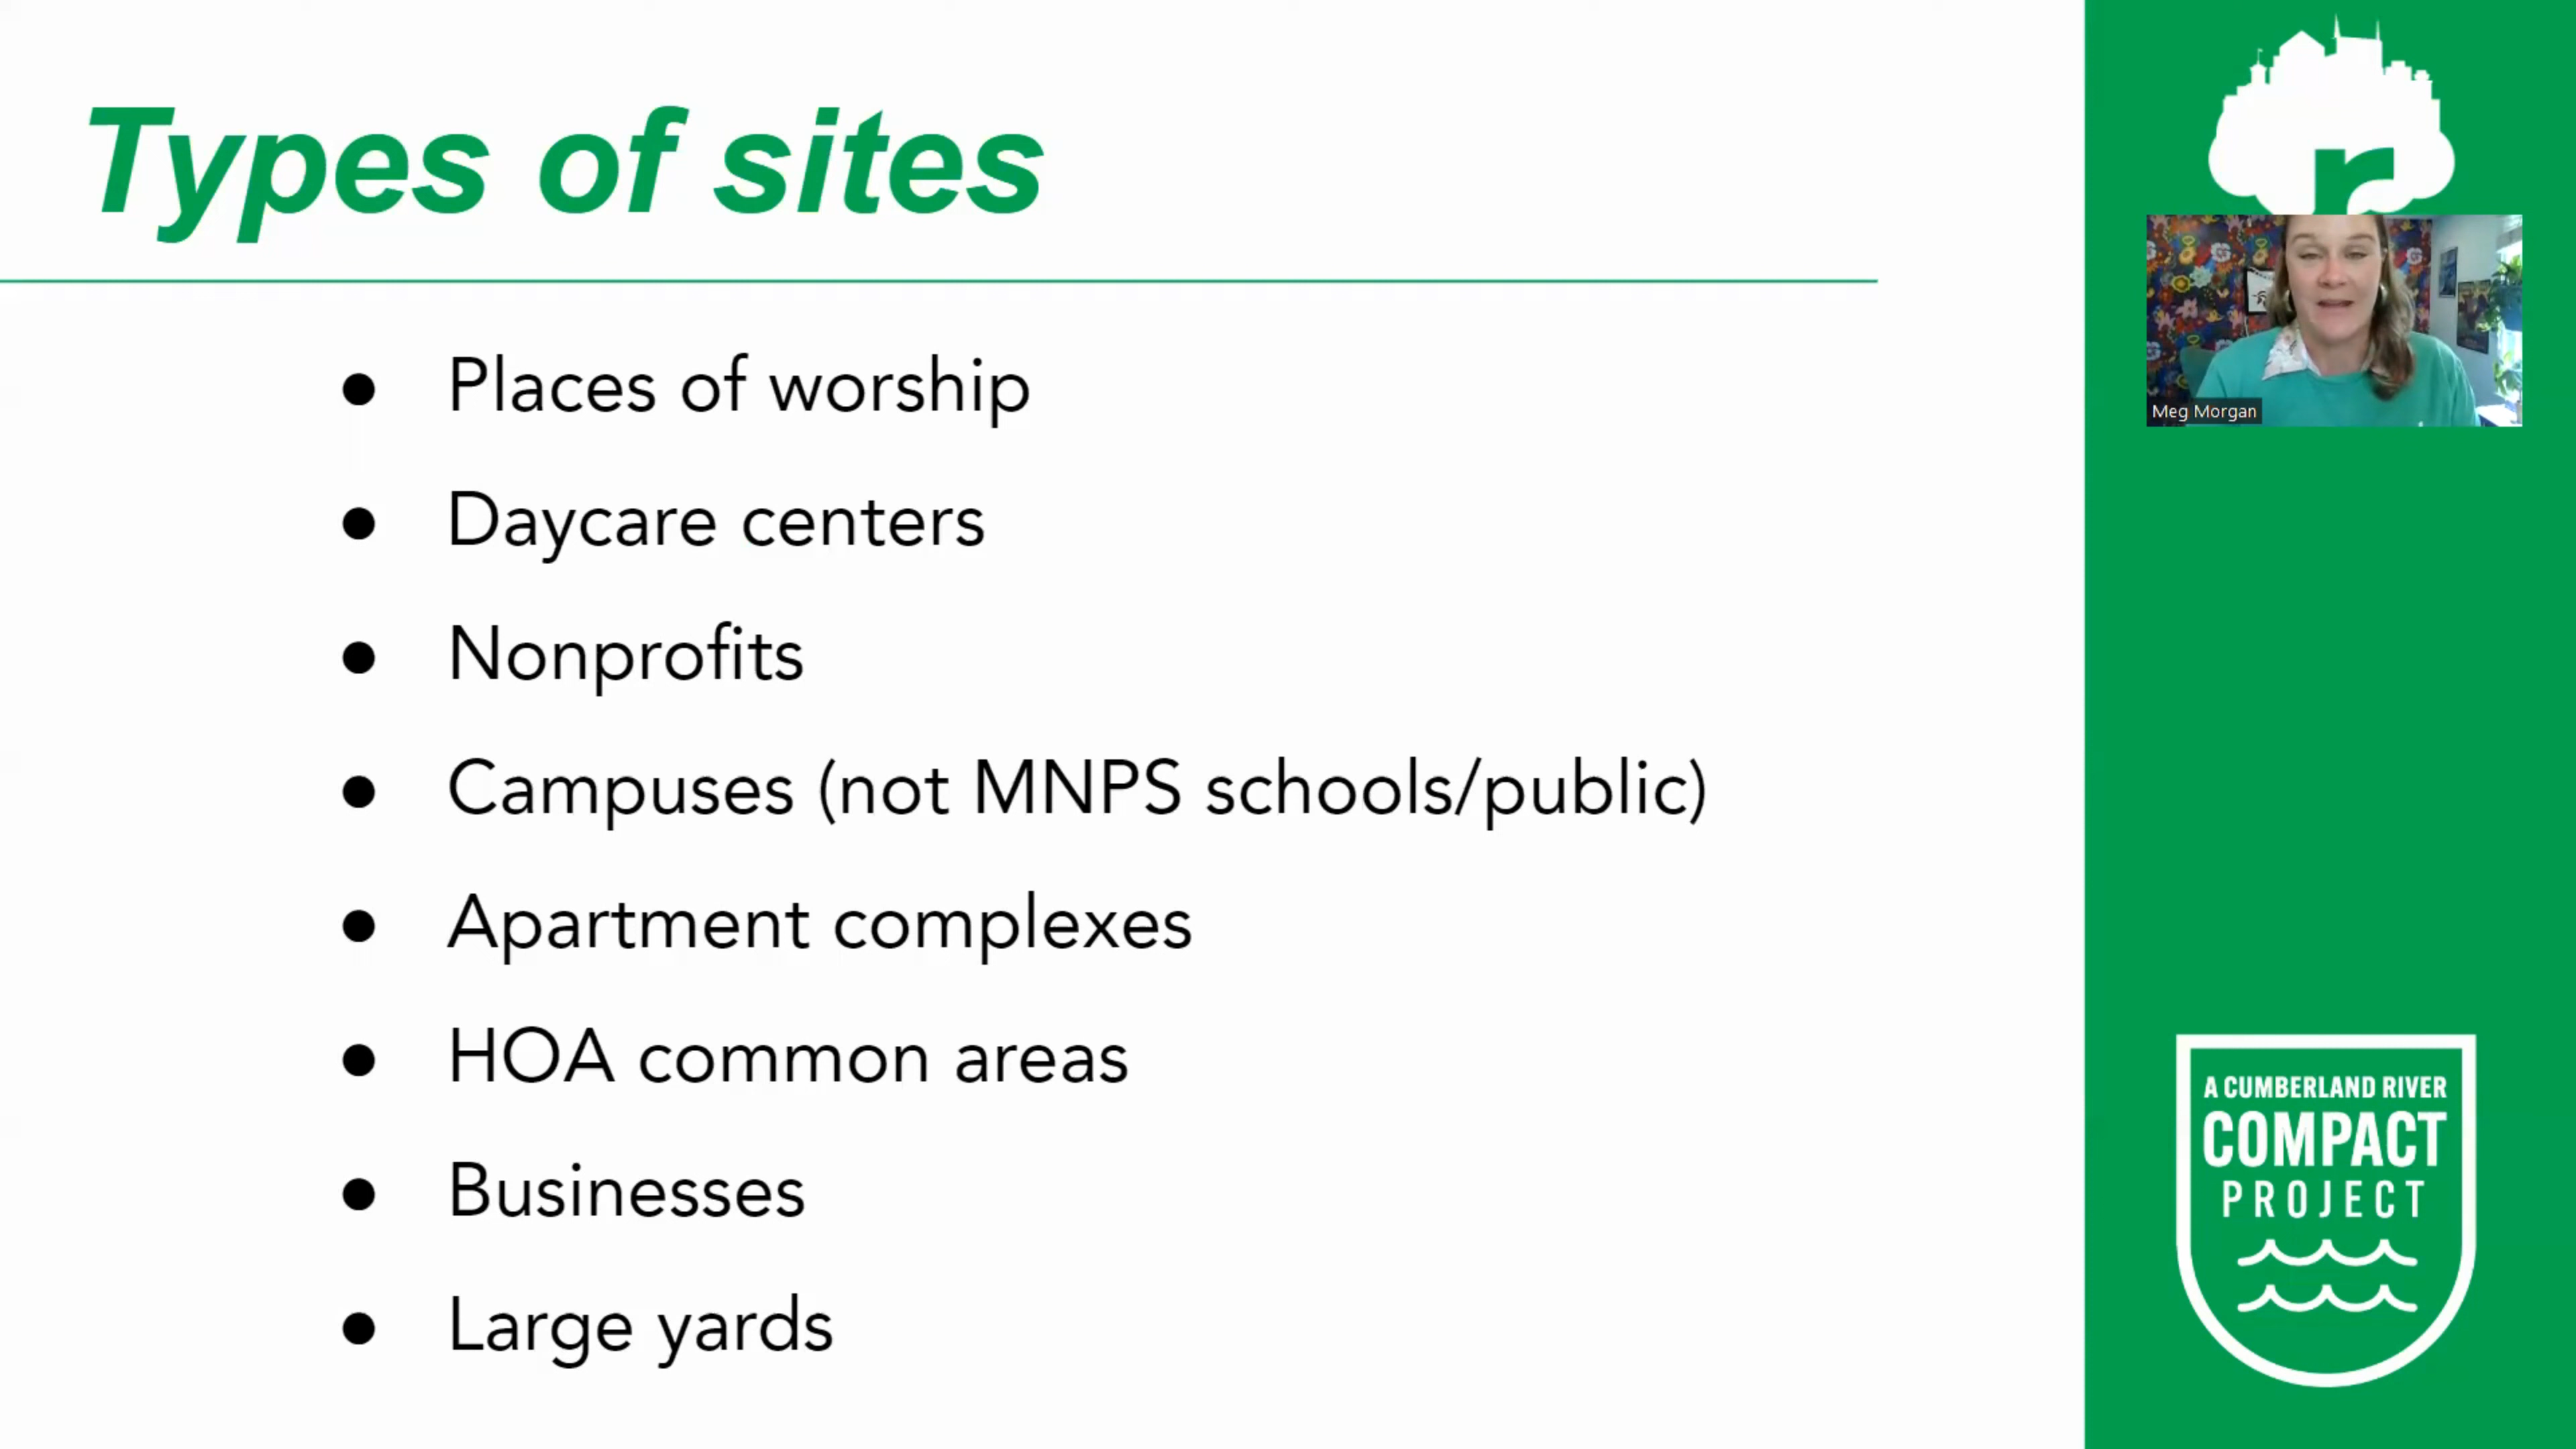 Types of sites
Places of worship
Daycare centers
Nonprofits
Campuses (not MNPS schools/public)
Apartment complexes
HOA common areas
Businesses
Large yards
r
Meg Morgan
A CUMBERLAND RIVER
COMPACT
PROJECT